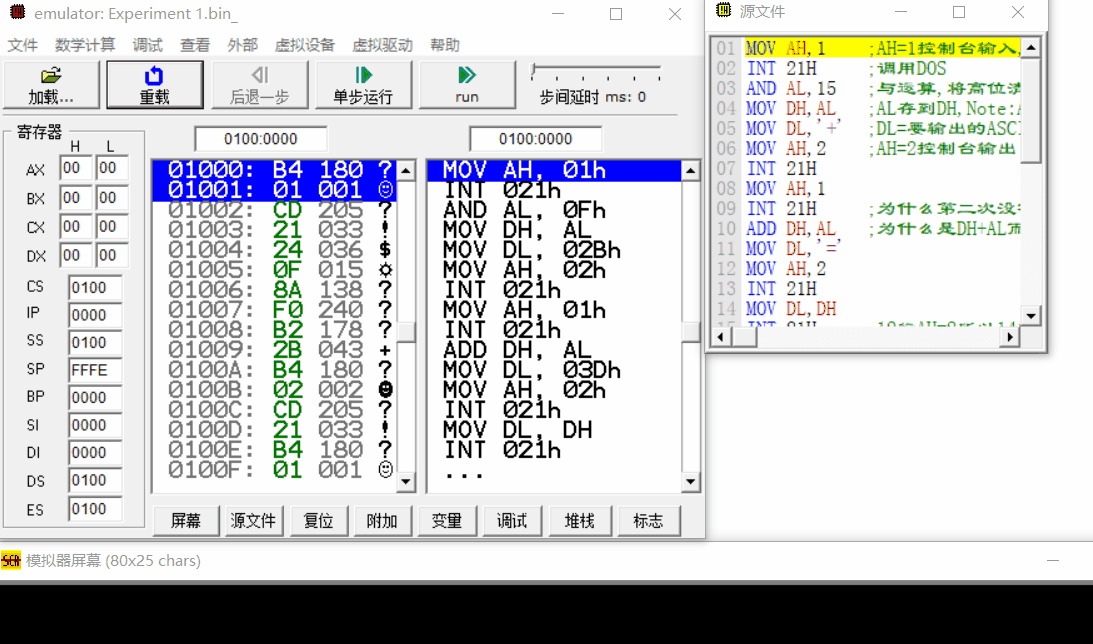 emulator: Experiment 1.bin_
文件 数学计算 调试 查看 外部 虚拟设备 虚拟驱动 帮助
加载... 重载 后退一步 单步运行 run 步间延时 ms: 0
寄存器
H L
AX 00 00
BX 00 00
CX 00 00
DX 00 00
CS 0100
IP 0000
SS 0100
SP FFFE
BP 0000
SI 0000
DI 0000
DS 0100
ES 0100
0100:0000
01000: B4 180 ?
01001: 01 001 ☺
01002: CD 205 ?
01003: 21 033 !
01004: 24 036 $
01005: 0F 015 ☼
01006: 8A 138 ?
01007: F0 240 ?
01008: B2 178 ?
01009: 2B 043 +
0100A: B4 180 ?
0100B: 02 002 ☻
0100C: CD 205 ?
0100D: 21 033 !
0100E: B4 180 ?
0100F: 01 001 ☺
0100:0000
MOV AH, 01h
INT 021h
AND AL, 0Fh
MOV DH, AL
MOV DL, 02Bh
MOV AH, 02h
INT 021h
MOV AH, 01h
INT 021h
ADD DH, AL
MOV DL, 03Dh
MOV AH, 02h
INT 021h
MOV DL, DH
INT 021h
...
屏幕 源文件 复位 附加 变量 调试 堆栈 标志
源文件
01 MOV AH,1 ;AH=1控制台输入,
02 INT 21H ;调用DOS
03 AND AL,15 ;与运算,将高位清
04 MOV DH,AL ;AL存到DH,Note:
05 MOV DL,'+' ;DL=要输出的ASCI
06 MOV AH,2 ;AH=2控制台输出
07 INT 21H
08 MOV AH,1
09 INT 21H ;为什么第二次没
10 ADD DH,AL ;为什么是DH+AL而
11 MOV DL,'='
12 MOV AH,2
13 INT 21H
14 MOV DL,DH
模拟器屏幕 (80x25 chars)